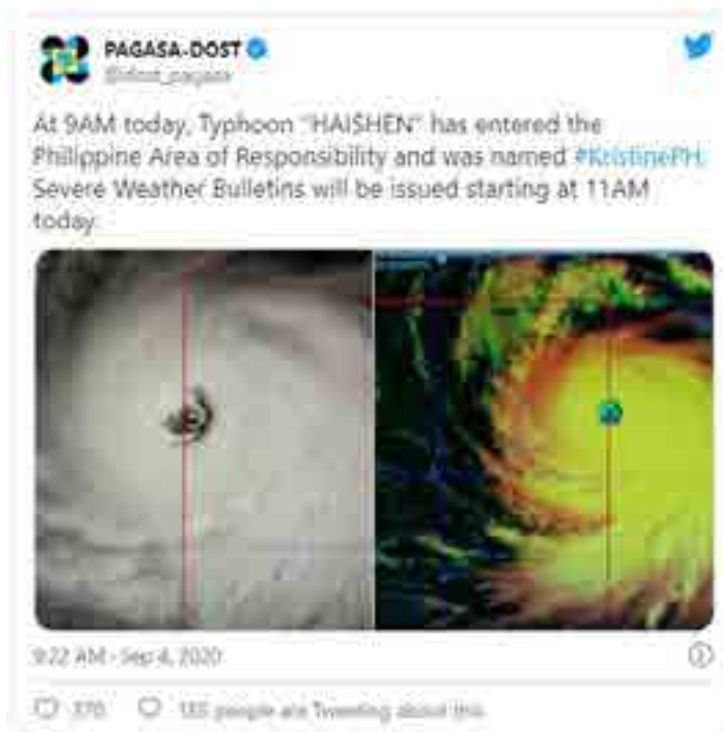 PAGASA-DOST
@dost_pagasa
At 9AM today, Typhoon "HAISHEN" has entered the
Philippine Area of Responsibility and was named #KristinePH.
Severe Weather Bulletins will be issued starting at 11AM
today.
9:22 AM · Sep 4, 2020
370 people are Tweeting about this